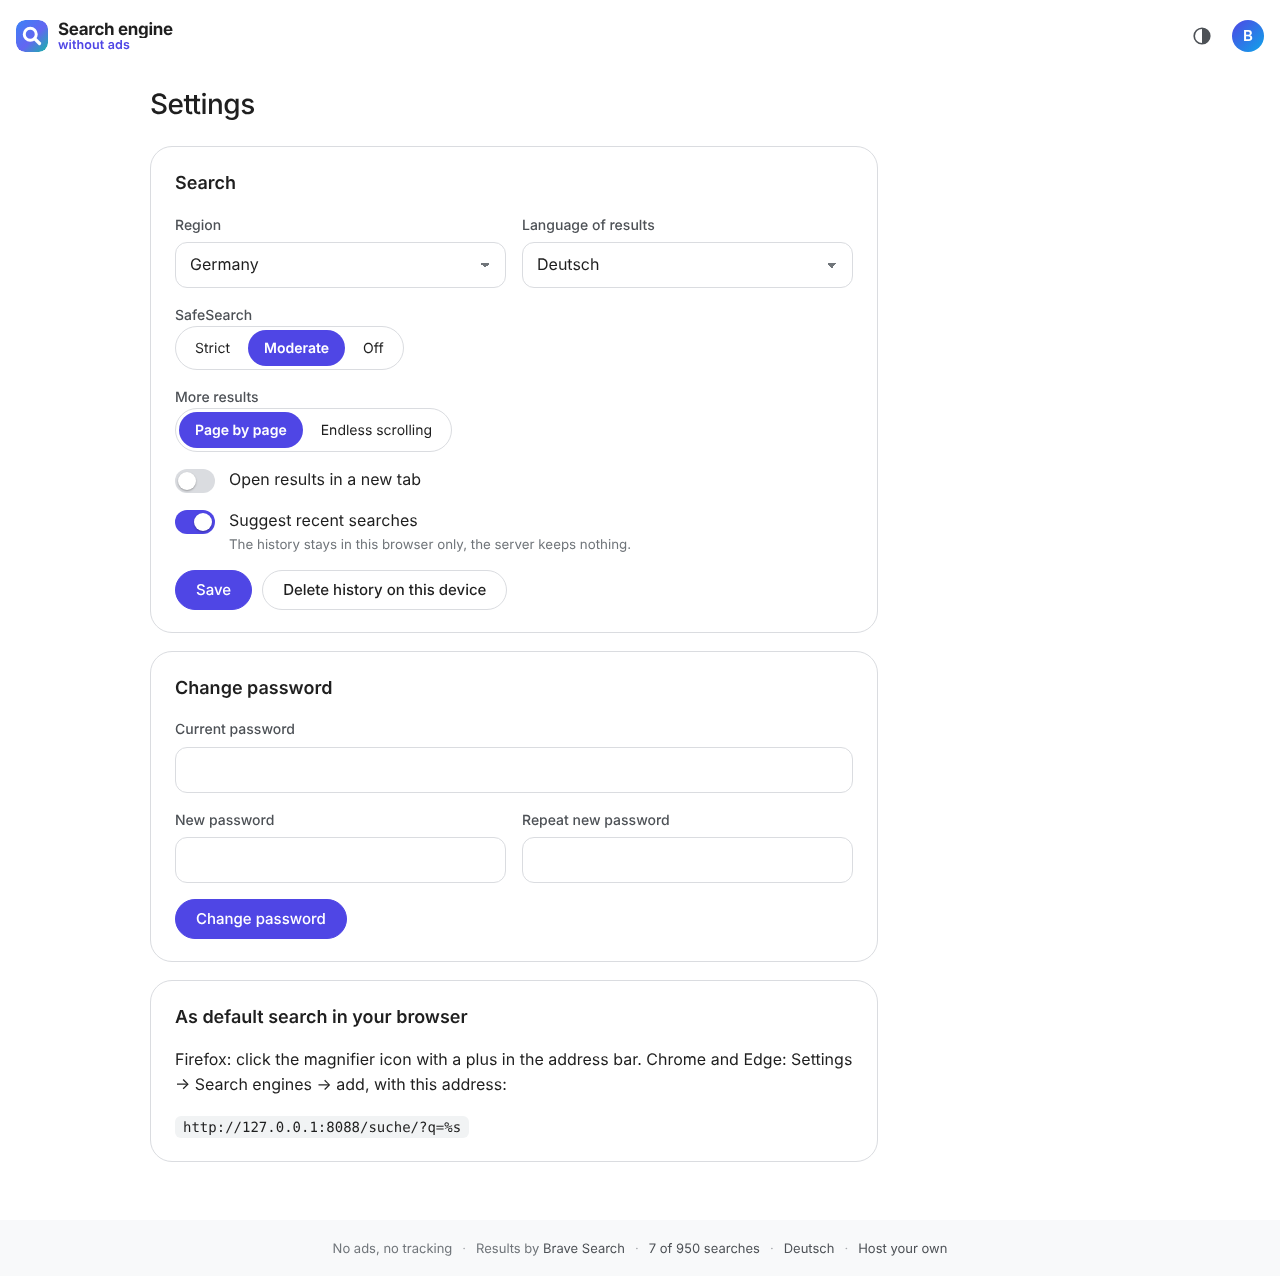 Search engine
without ads
B
Settings
Search
Region
Language of results
Germany
Deutsch
SafeSearch
Strict
Moderate
Off
More results
Page by page
Endless scrolling
Open results in a new tab
Suggest recent searches
The history stays in this browser only, the server keeps nothing.
Save
Delete history on this device
Change password
Current password
New password
Repeat new password
Change password
As default search in your browser
Firefox: click the magnifier icon with a plus in the address bar. Chrome and Edge: Settings
→ Search engines → add, with this address:
http://127.0.0.1:8088/suche/?q=%s
No ads, no tracking · Results by Brave Search · 7 of 950 searches · Deutsch · Host your own